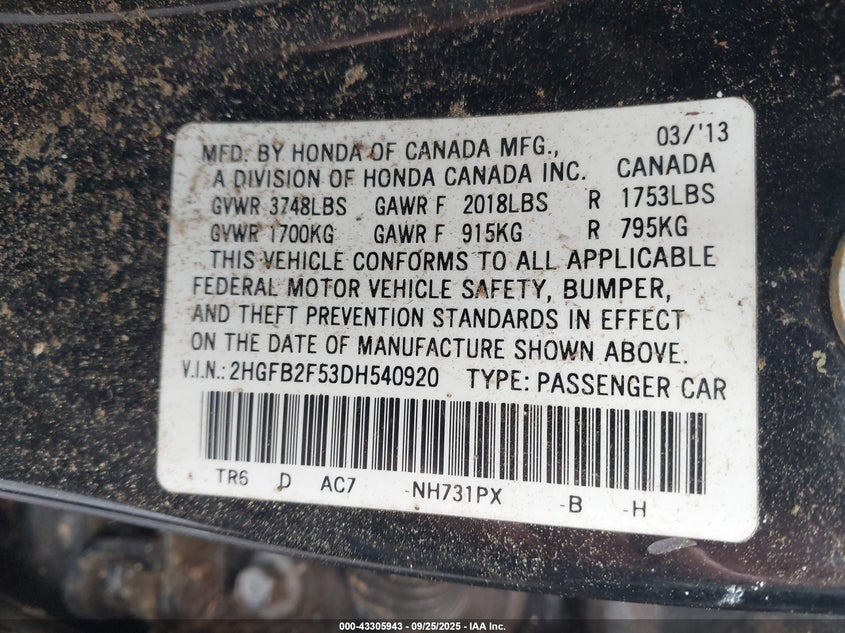 03/'13
MFD. BY HONDA OF CANADA MFG.,
A DIVISION OF HONDA CANADA INC. CANADA
GVWR 3748LBS GAWR F 2018LBS R 1753LBS
GVWR 1700KG GAWR F 915KG R 795KG
THIS VEHICLE CONFORMS TO ALL APPLICABLE
FEDERAL MOTOR VEHICLE SAFETY, BUMPER,
AND THEFT PREVENTION STANDARDS IN EFFECT
ON THE DATE OF MANUFACTURE SHOWN ABOVE.
V.I.N.: 2HGFB2F53DH540920 TYPE: PASSENGER CAR
TR6 D AC7 -NH731PX -B -H
000-43305943 / 09/25/2025 - IAA Inc.